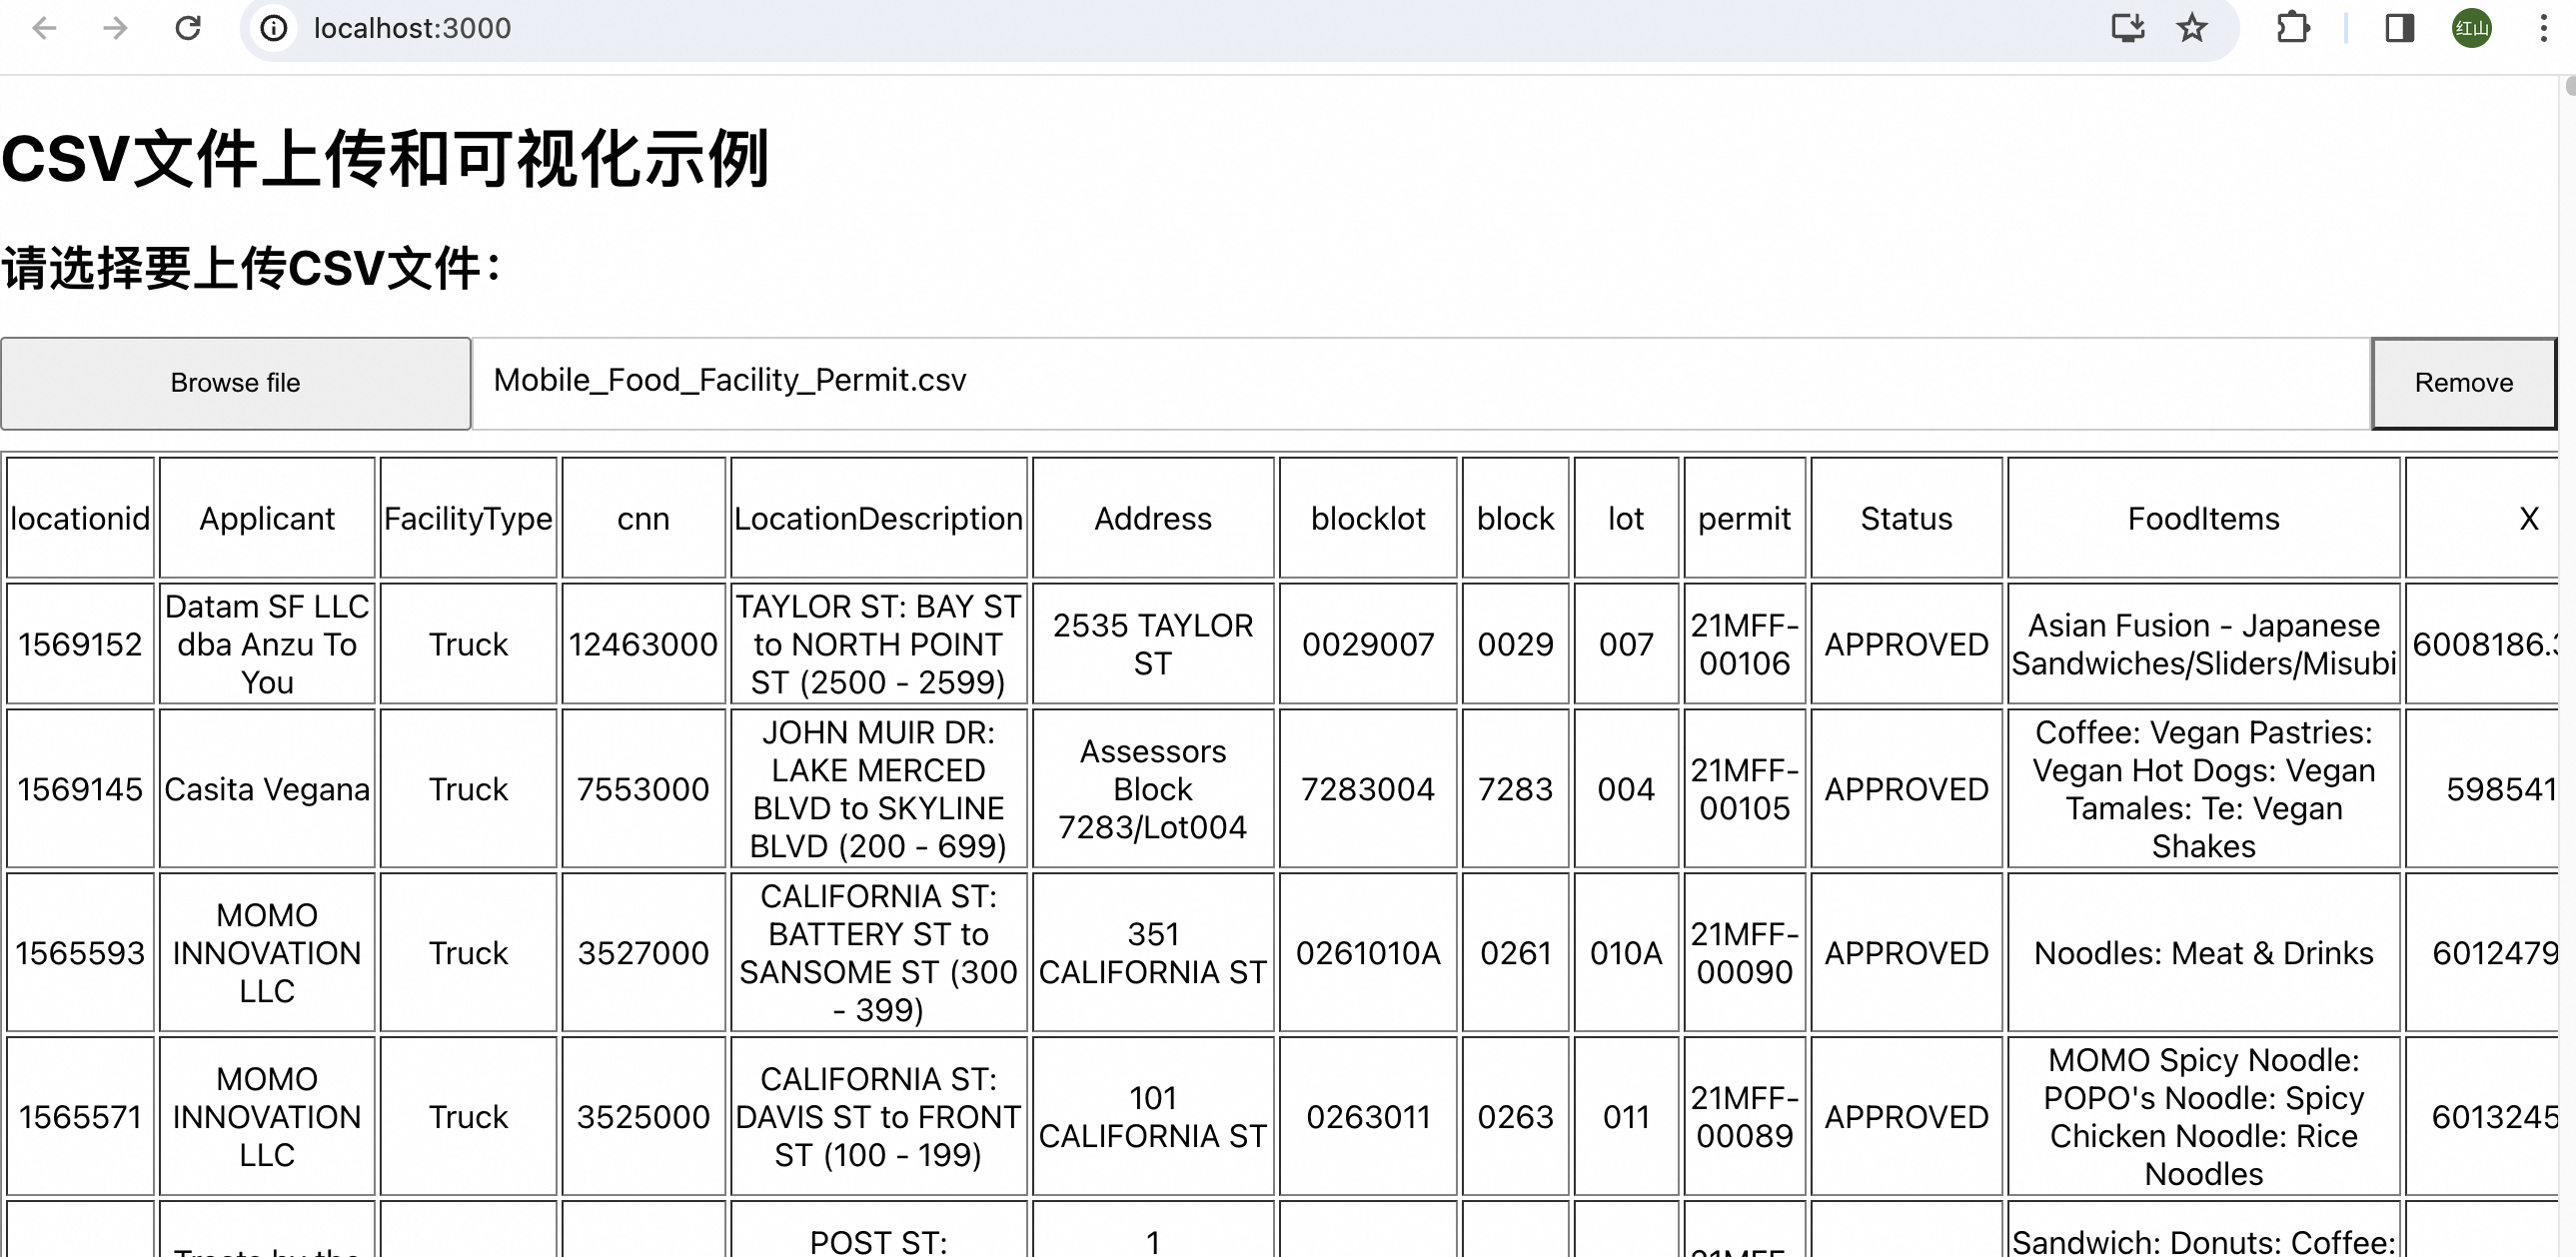 localhost:3000
红山
CSV文件上传和可视化示例
请选择要上传CSV文件：
Browse file
Mobile_Food_Facility_Permit.csv
Remove
locationid Applicant FacilityType cnn LocationDescription Address blocklot block lot permit Status FoodItems X
1569152
Datam SF LLC
dba Anzu To
You
Truck
12463000
TAYLOR ST: BAY ST
to NORTH POINT
ST (2500 - 2599)
2535 TAYLOR
ST
0029007
0029
007
21MFF-
00106
APPROVED
Asian Fusion - Japanese
Sandwiches/Sliders/Misubi
6008186.
1569145
Casita Vegana
Truck
7553000
JOHN MUIR DR:
LAKE MERCED
BLVD to SKYLINE
BLVD (200 - 699)
Assessors
Block
7283/Lot004
7283004
7283
004
21MFF-
00105
APPROVED
Coffee: Vegan Pastries:
Vegan Hot Dogs: Vegan
Tamales: Te: Vegan
Shakes
598541
1565593
MOMO
INNOVATION
LLC
Truck
3527000
CALIFORNIA ST:
BATTERY ST to
SANSOME ST (300
- 399)
351
CALIFORNIA ST
0261010A
0261
010A
21MFF-
00090
APPROVED
Noodles: Meat & Drinks
6012479
1565571
MOMO
INNOVATION
LLC
Truck
3525000
CALIFORNIA ST:
DAVIS ST to FRONT
ST (100 - 199)
101
CALIFORNIA ST
0263011
0263
011
21MFF-
00089
APPROVED
MOMO Spicy Noodle:
POPO's Noodle: Spicy
Chicken Noodle: Rice
Noodles
6013245
Treats by the
POST ST:
1
21MFF-
Sandwich: Donuts: Coffee: